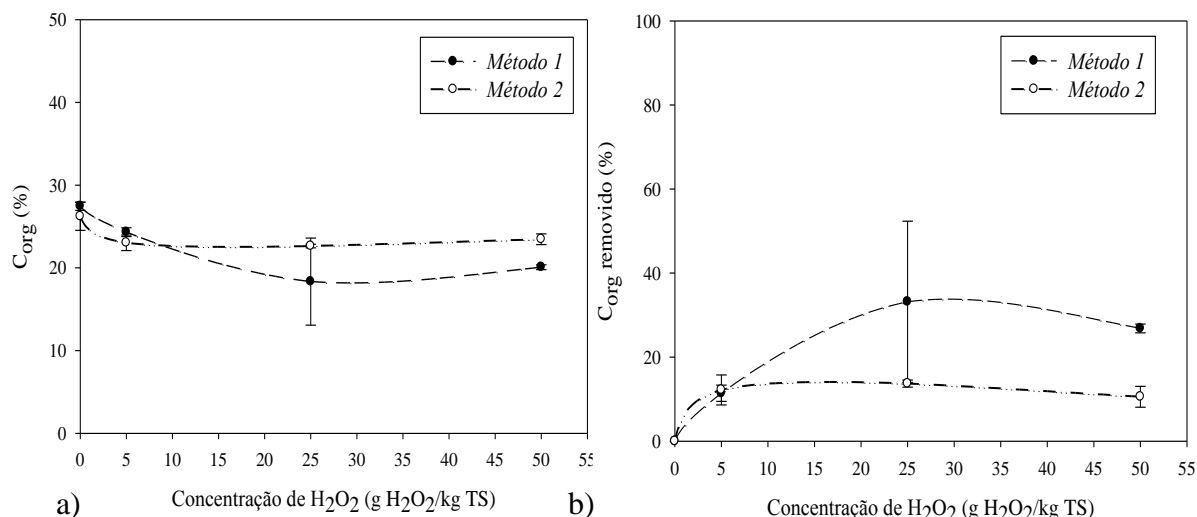 50
40
30
20
10
0
C_org (%)
Método 1
Método 2
0 5 10 15 20 25 30 35 40 45 50 55
Concentração de H₂O₂ (g H₂O₂/kg TS)
a)
100
80
60
40
20
0
C_org removido (%)
Método 1
Método 2
0 5 10 15 20 25 30 35 40 45 50 55
Concentração de H₂O₂ (g H₂O₂/kg TS)
b)